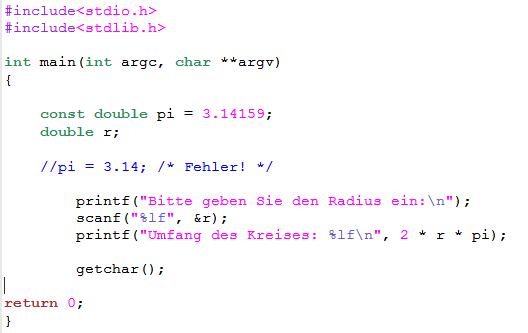 #include<stdio.h>
#include<stdlib.h>
int main(int argc, char **argv)
{
const double pi = 3.14159;
double r;
//pi = 3.14; /* Fehler! */
printf("Bitte geben Sie den Radius ein:\n");
scanf("%lf", &r);
printf("Umfang des Kreises: %lf\n", 2 * r * pi);
getchar();
return 0;
}